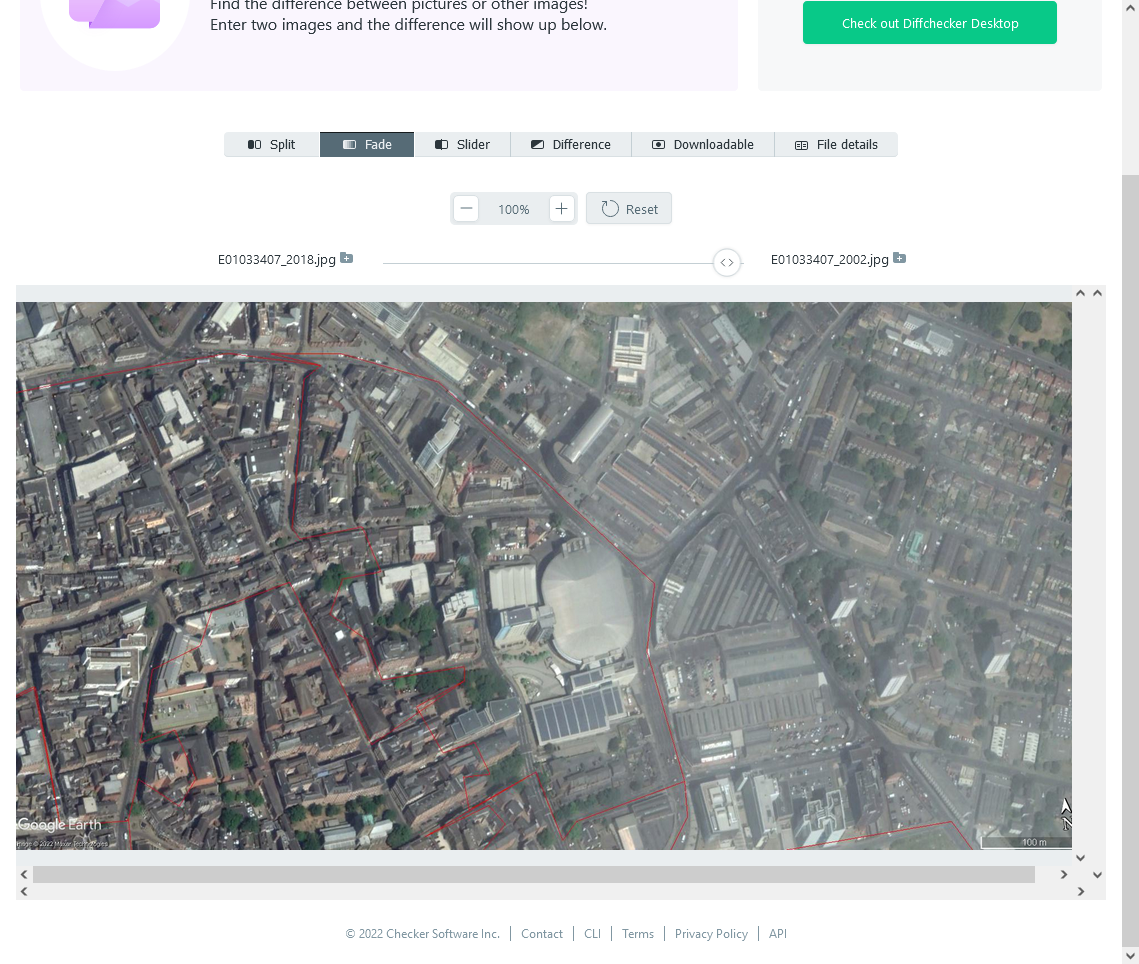 Find the difference between pictures or other images!
Enter two images and the difference will show up below.
Check out Diffchecker Desktop
Split
Fade
Slider
Difference
Downloadable
File details
100%
Reset
E01033407_2018.jpg
E01033407_2002.jpg
Google Earth
Image © 2022 Maxar Technologies
N
100 m
© 2022 Checker Software Inc.
Contact
CLI
Terms
Privacy Policy
API